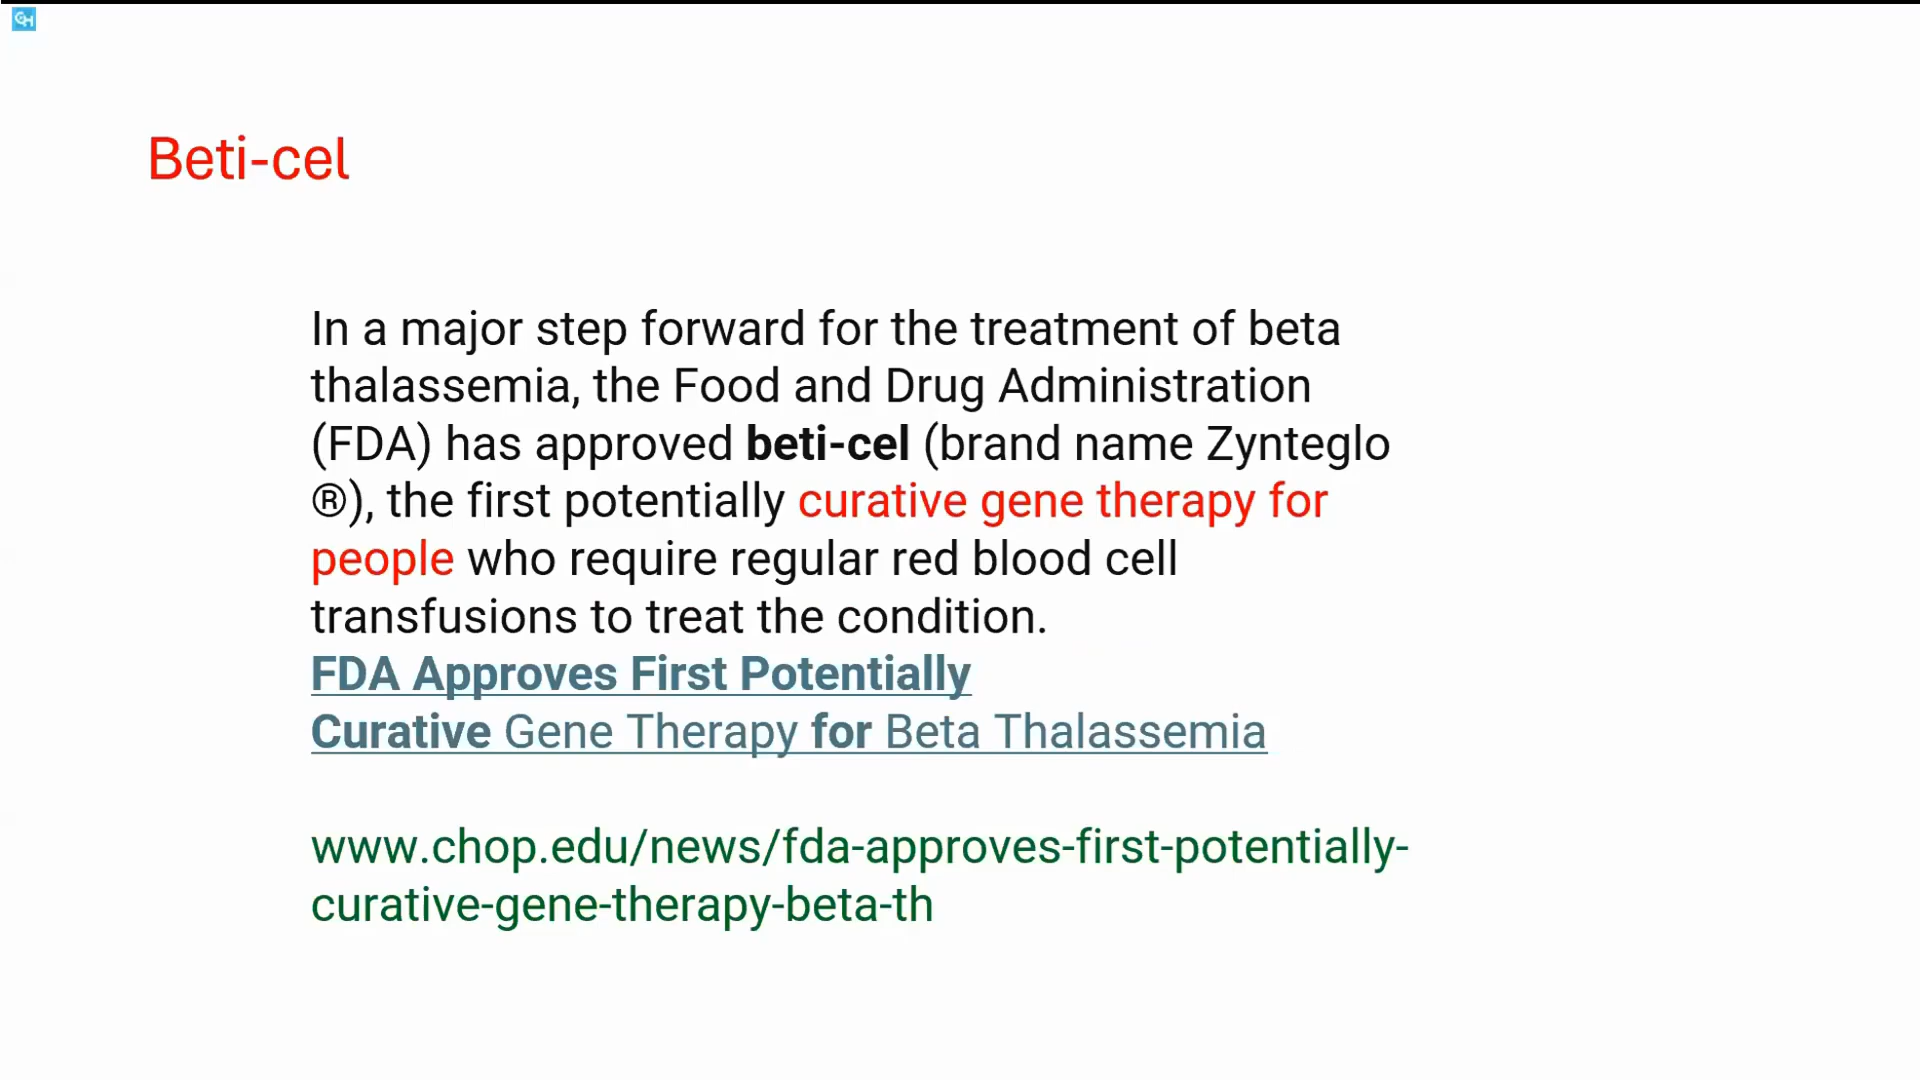 Beti-cel
In a major step forward for the treatment of beta
thalassemia, the Food and Drug Administration
(FDA) has approved beti-cel (brand name Zynteglo
®), the first potentially curative gene therapy for
people who require regular red blood cell
transfusions to treat the condition.
FDA Approves First Potentially
Curative Gene Therapy for Beta Thalassemia
www.chop.edu/news/fda-approves-first-potentially-
curative-gene-therapy-beta-th